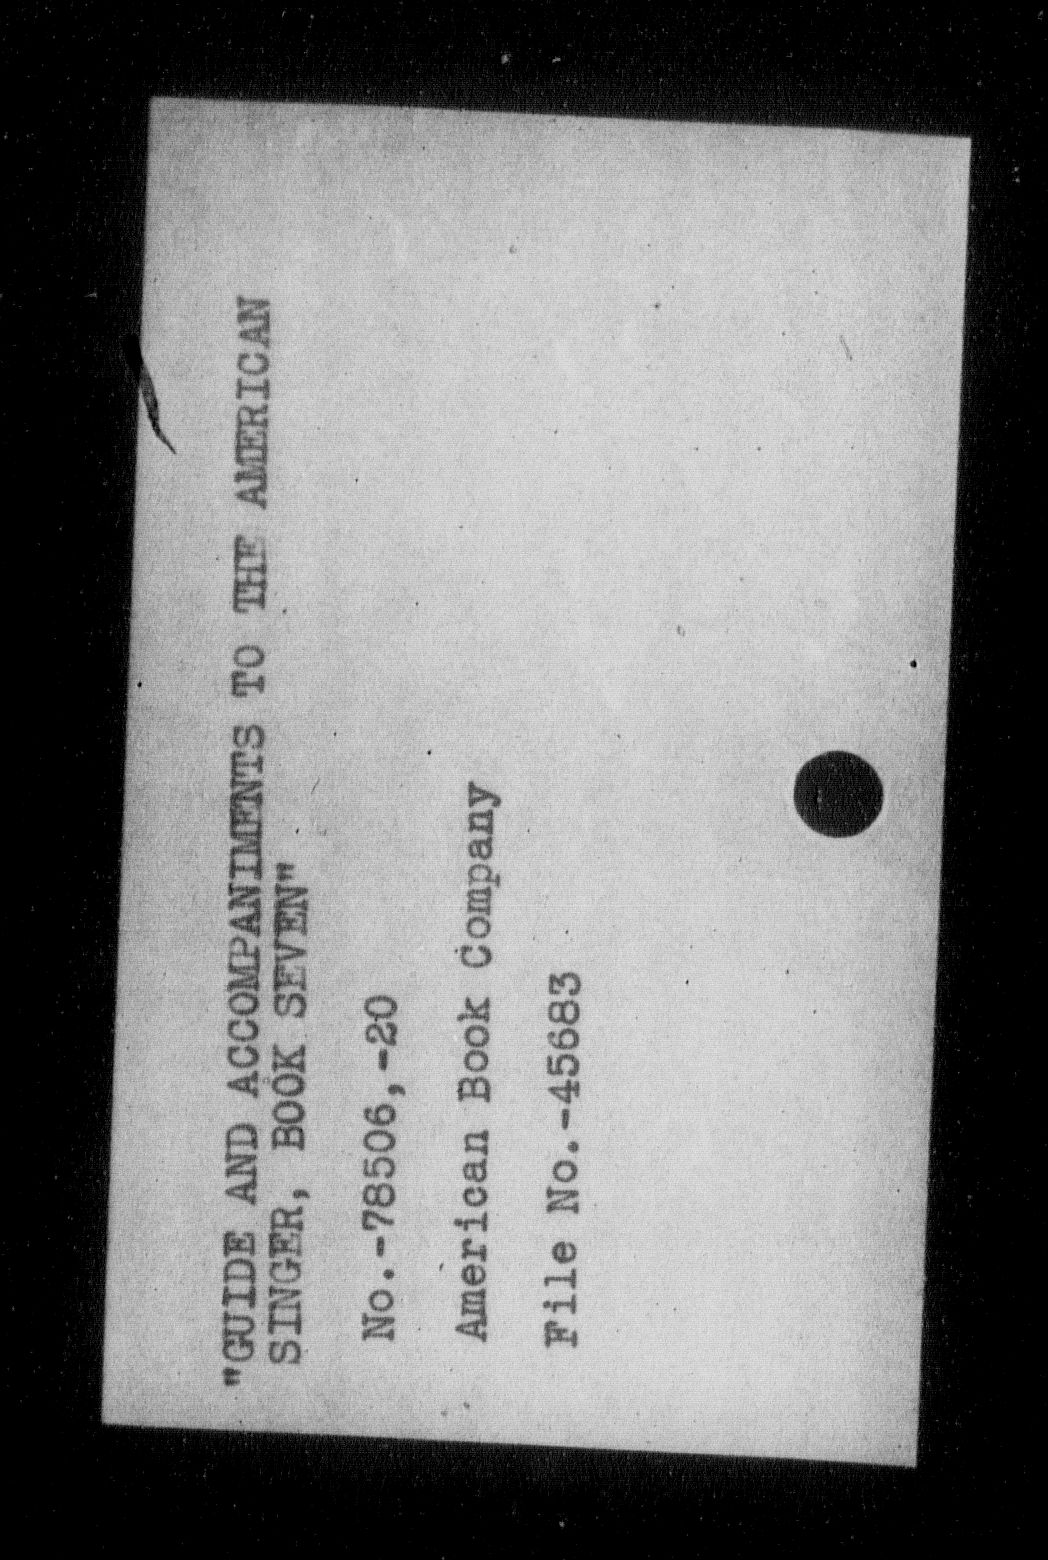 "GUIDE AND ACCOMPANIMENTS TO THE AMERICAN
SINGER, BOOK SEVEN"
No.-78506,-20
American Book Company
File No.-45683